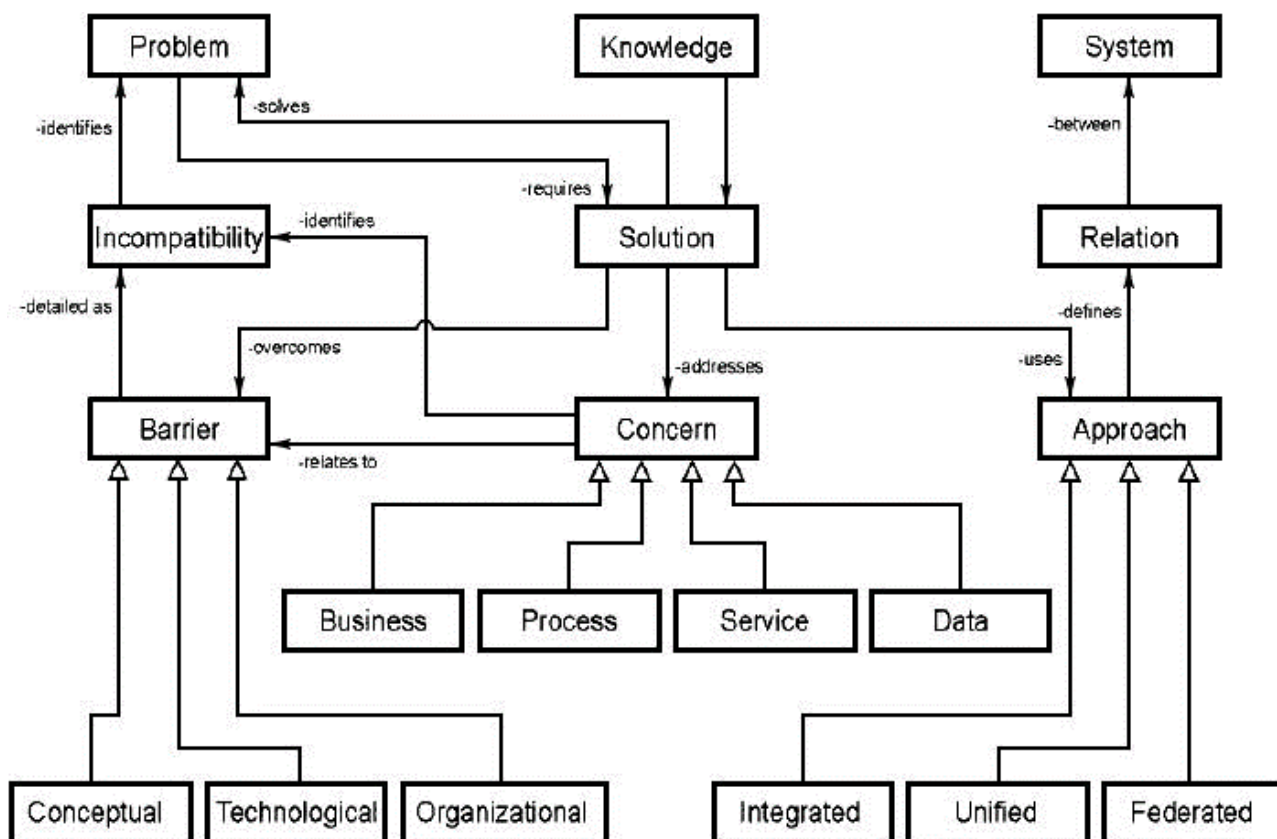 Problem
Knowledge
System
-solves
-identifies
-between
-requires
Incompatibility
-identifies
Solution
Relation
-detailed as
-defines
-overcomes
-addresses
-uses
Barrier
Concern
Approach
-relates to
Business
Process
Service
Data
Conceptual
Technological
Organizational
Integrated
Unified
Federated